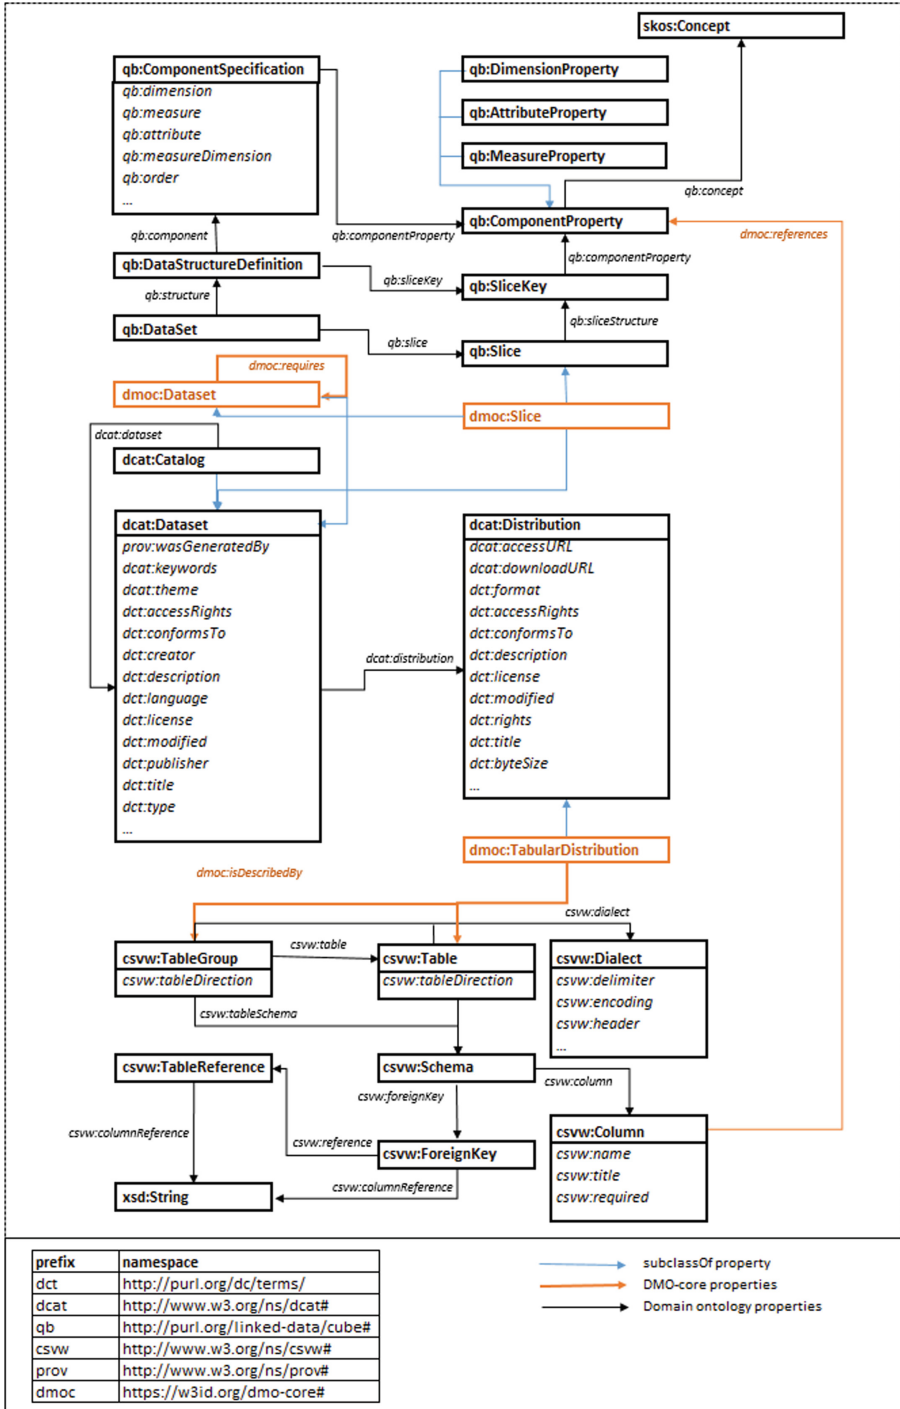 skos:Concept
qb:ComponentSpecification
qb:dimension
qb:measure
qb:attribute
qb:measureDimension
qb:order
...
qb:DimensionProperty
qb:AttributeProperty
qb:MeasureProperty
qb:concept
qb:component
qb:componentProperty
qb:ComponentProperty
dmoc:references
qb:componentProperty
qb:DataStructureDefinition
qb:sliceKey
qb:SliceKey
qb:structure
qb:sliceStructure
qb:DataSet
qb:slice
qb:Slice
dmoc:requires
dmoc:Dataset
dmoc:Slice
dcat:dataset
dcat:Catalog
dcat:Dataset
prov:wasGeneratedBy
dcat:keywords
dcat:theme
dct:accessRights
dct:conformsTo
dct:creator
dct:description
dct:language
dct:license
dct:modified
dct:publisher
dct:title
dct:type
...
dcat:distribution
dcat:Distribution
dcat:accessURL
dcat:downloadURL
dct:format
dct:accessRights
dct:conformsTo
dct:description
dct:license
dct:modified
dct:rights
dct:title
dct:byteSize
...
dmoc:TabularDistribution
dmoc:isDescribedBy
csvw:dialect
csvw:TableGroup
csvw:tableDirection
csvw:table
csvw:Table
csvw:tableDirection
csvw:Dialect
csvw:delimiter
csvw:encoding
csvw:header
...
csvw:tableSchema
csvw:TableReference
csvw:Schema
csvw:column
csvw:foreignKey
csvw:columnReference
csvw:reference
csvw:ForeignKey
csvw:Column
csvw:name
csvw:title
csvw:required
csvw:columnReference
xsd:String
prefix namespace
dct http://purl.org/dc/terms/
dcat http://www.w3.org/ns/dcat#
qb http://purl.org/linked-data/cube#
csvw http://www.w3.org/ns/csvw#
prov http://www.w3.org/ns/prov#
dmoc https://w3id.org/dmo-core#
subclassOf property
DMO-core properties
Domain ontology properties